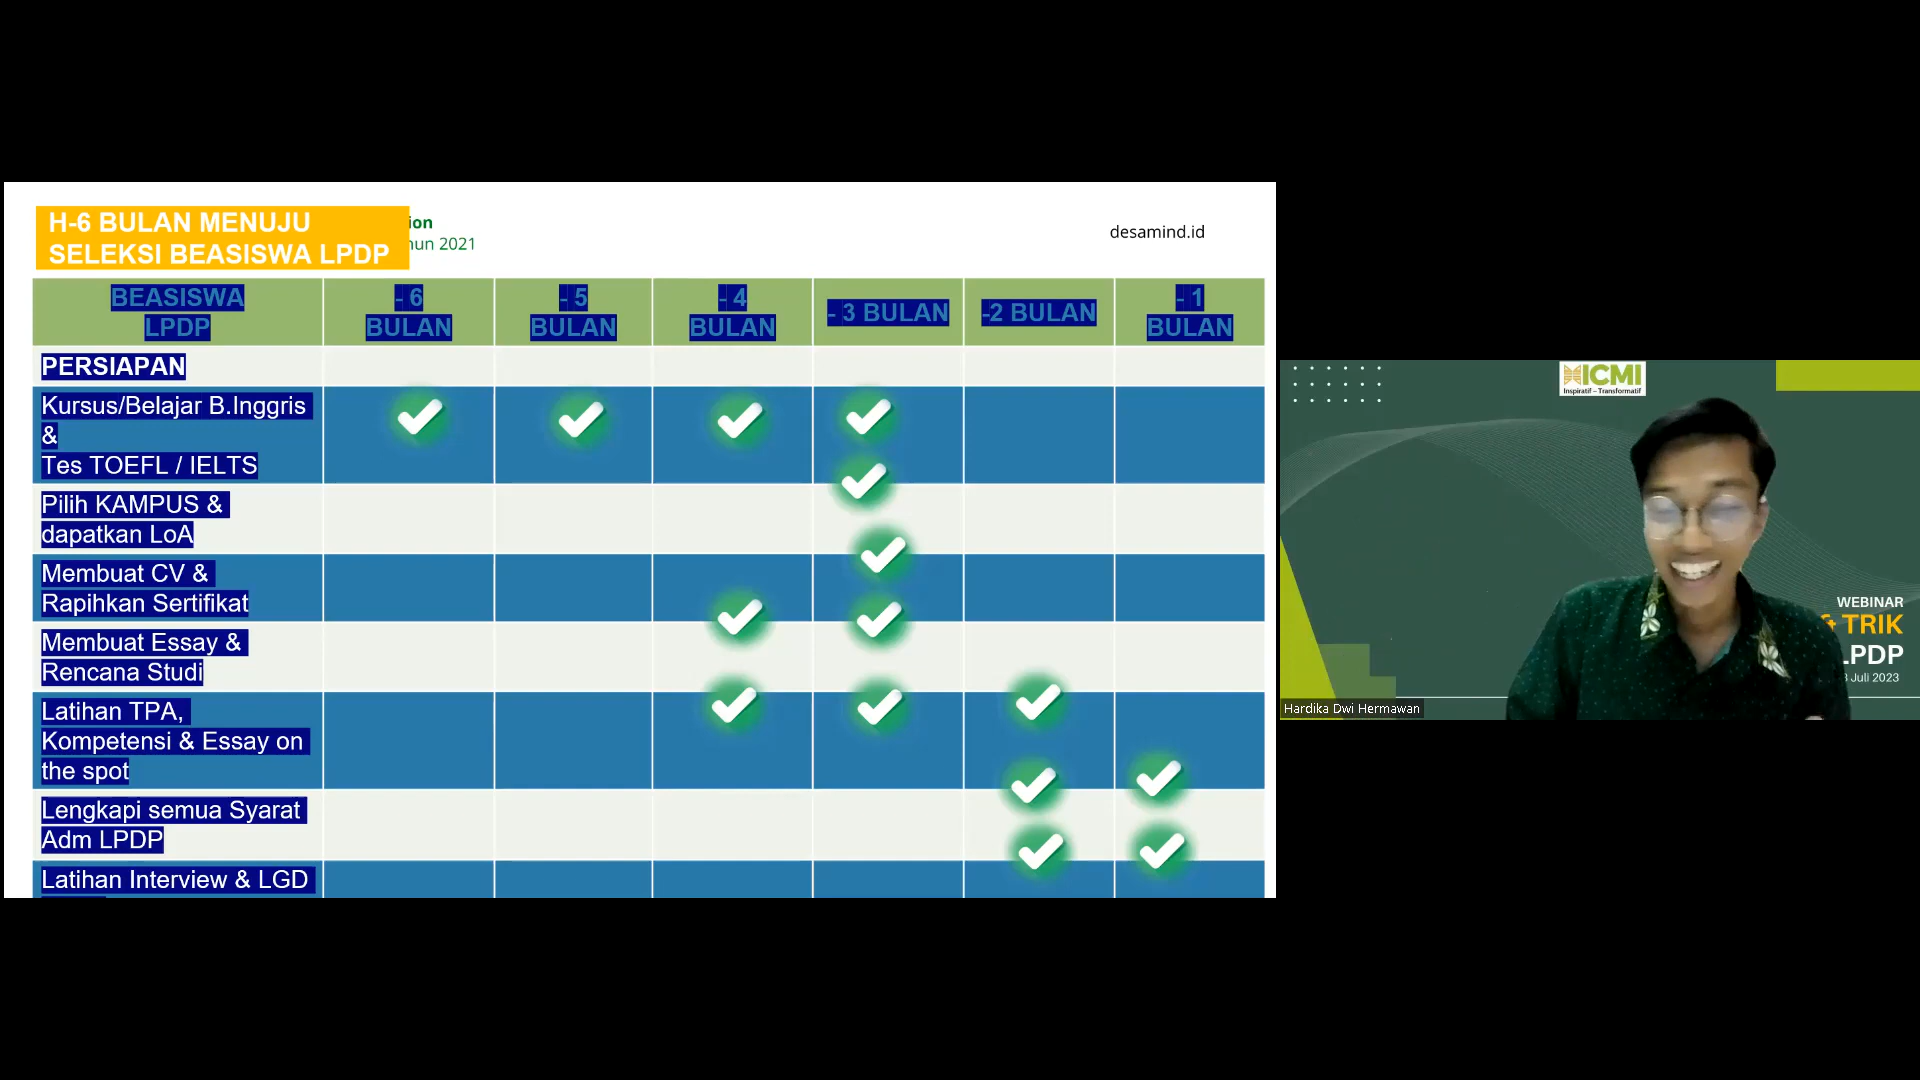 H-6 BULAN MENUJU
SELEKSI BEASISWA LPDP
ion
hun 2021
desamind.id
BEASISWA
LPDP
- 6
BULAN
- 5
BULAN
- 4
BULAN
- 3 BULAN
-2 BULAN
- 1
BULAN
PERSIAPAN
Kursus/Belajar B.Inggris
&
Tes TOEFL / IELTS
Pilih KAMPUS &
dapatkan LoA
Membuat CV &
Rapihkan Sertifikat
Membuat Essay &
Rencana Studi
Latihan TPA,
Kompetensi & Essay on
the spot
Lengkapi semua Syarat
Adm LPDP
Latihan Interview & LGD
ICMI
Inspiratif - Transformatif
WEBINAR
& TRIK
LPDP
Juli 2023
Hardika Dwi Hermawan